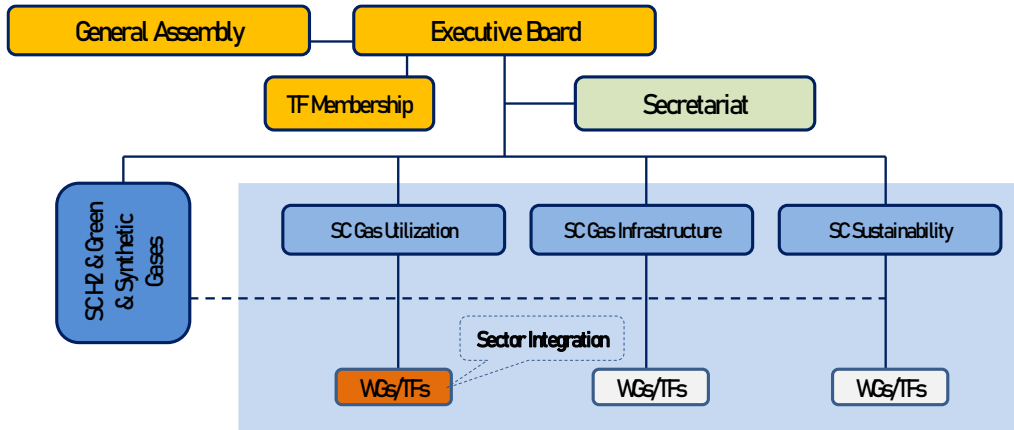 General Assembly
Executive Board
TF Membership
Secretariat
SC H2 & Green
& Synthetic
Gases
SC Gas Utilization
SC Gas Infrastructure
SC Sustainability
Sector Integration
WGs/TFs
WGs/TFs
WGs/TFs